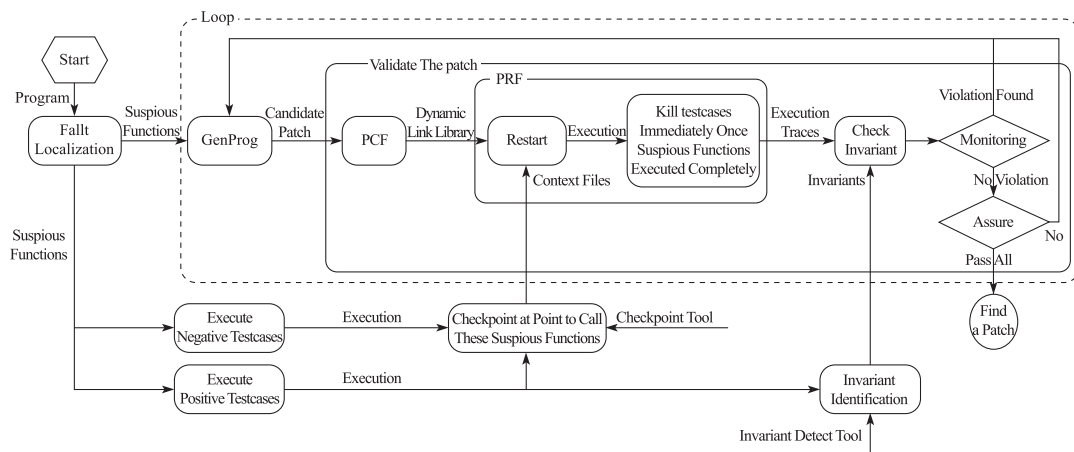 Loop
Start
Validate The patch
PRF
Program
Suspious
Functions
Candidate
Patch
Dynamic
Link Library
Kill testcases
Immediately Once
Suspious Functions
Executed Completely
Execution
Traces
Violation Found
Fallt
Localization
GenProg
PCF
Restart
Execution
Check
Invariant
Monitoring
Context Files
Invariants
No Violation
Suspious
Functions
Assure
No
Pass All
Execute
Negative Testcases
Execution
Checkpoint at Point to Call
These Suspious Functions
Checkpoint Tool
Find
a Patch
Execute
Positive Testcases
Execution
Invariant
Identification
Invariant Detect Tool